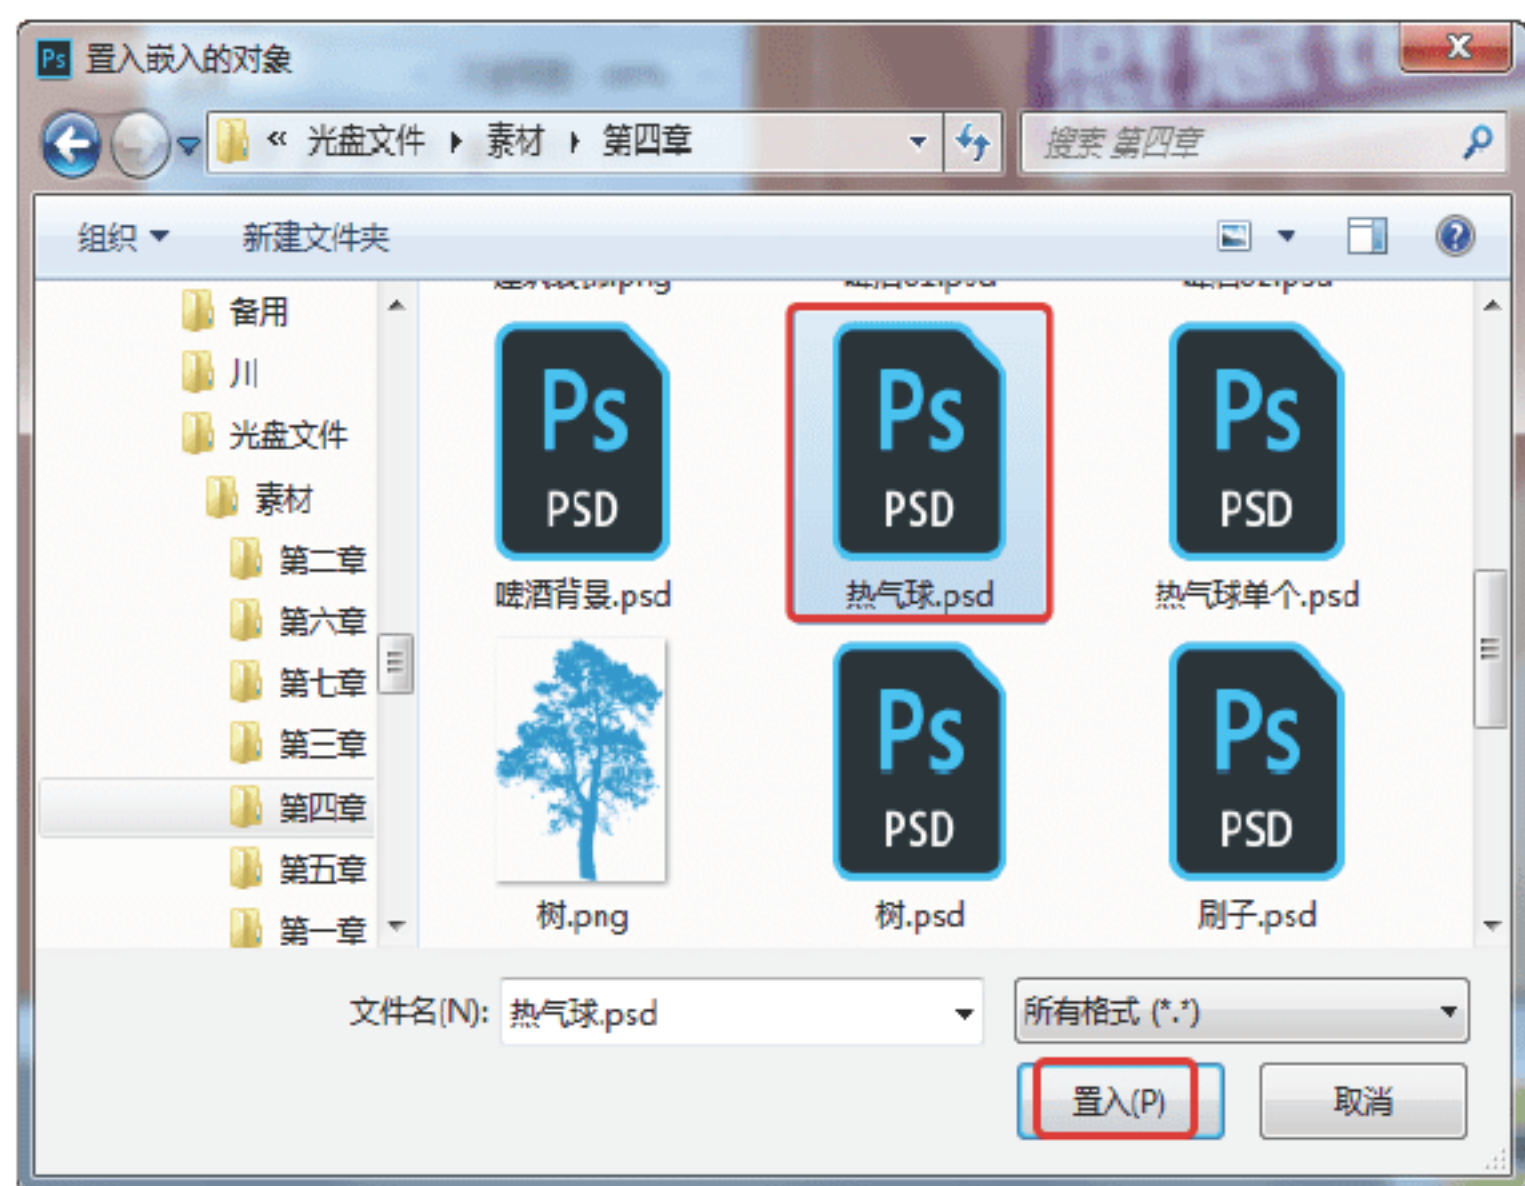 Ps 置入嵌入的对象
« 光盘文件 素材 第四章
搜索 第四章
组织 新建文件夹
备用
川
光盘文件
素材
第二章
第六章
第七章
第三章
第四章
第五章
第一章
Ps PSD
Ps PSD
Ps PSD
啤酒背景.psd
热气球.psd
热气球单个.psd
Ps PSD
Ps PSD
树.png
树.psd
刷子.psd
文件名(N): 热气球.psd
所有格式 (*.*)
置入(P) 取消